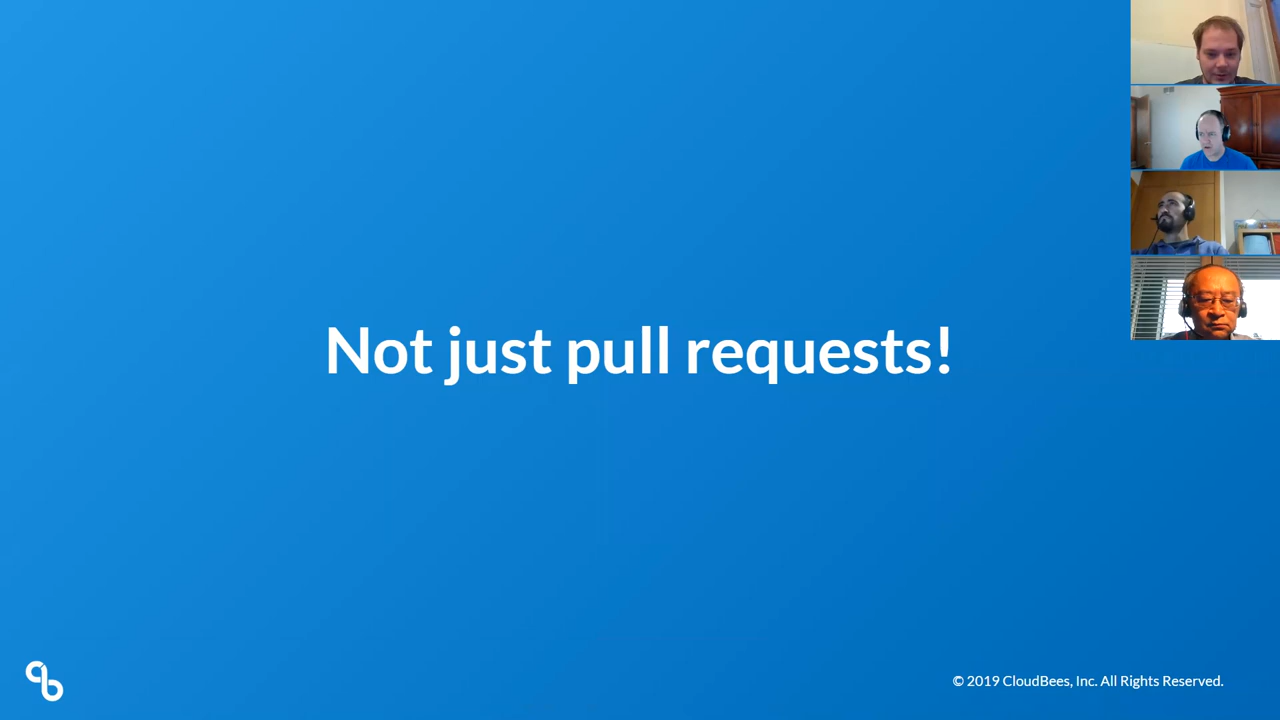 Not just pull requests!
© 2019 CloudBees, Inc. All Rights Reserved.